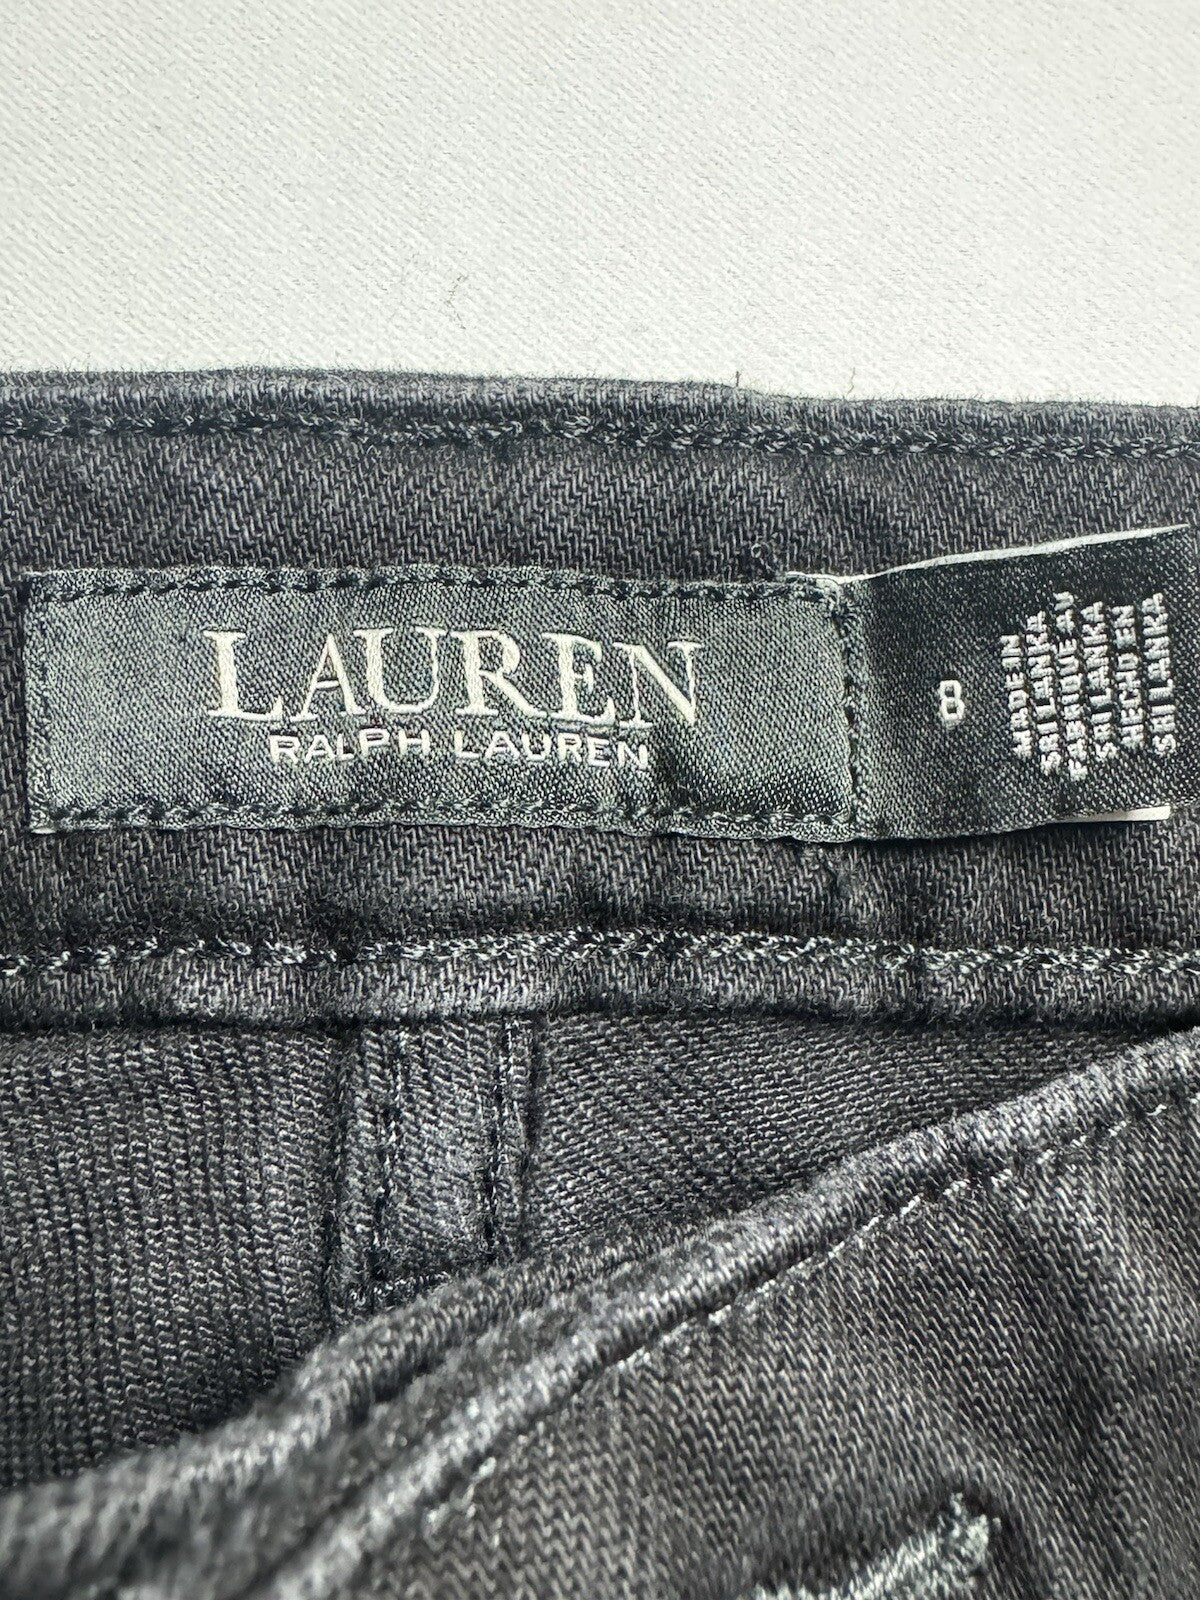 LAUREN
RALPH LAUREN
8
MADE IN
SRI LANKA
FABRIQUE AU
SRI LANKA
HECHO EN
SRI LANKA